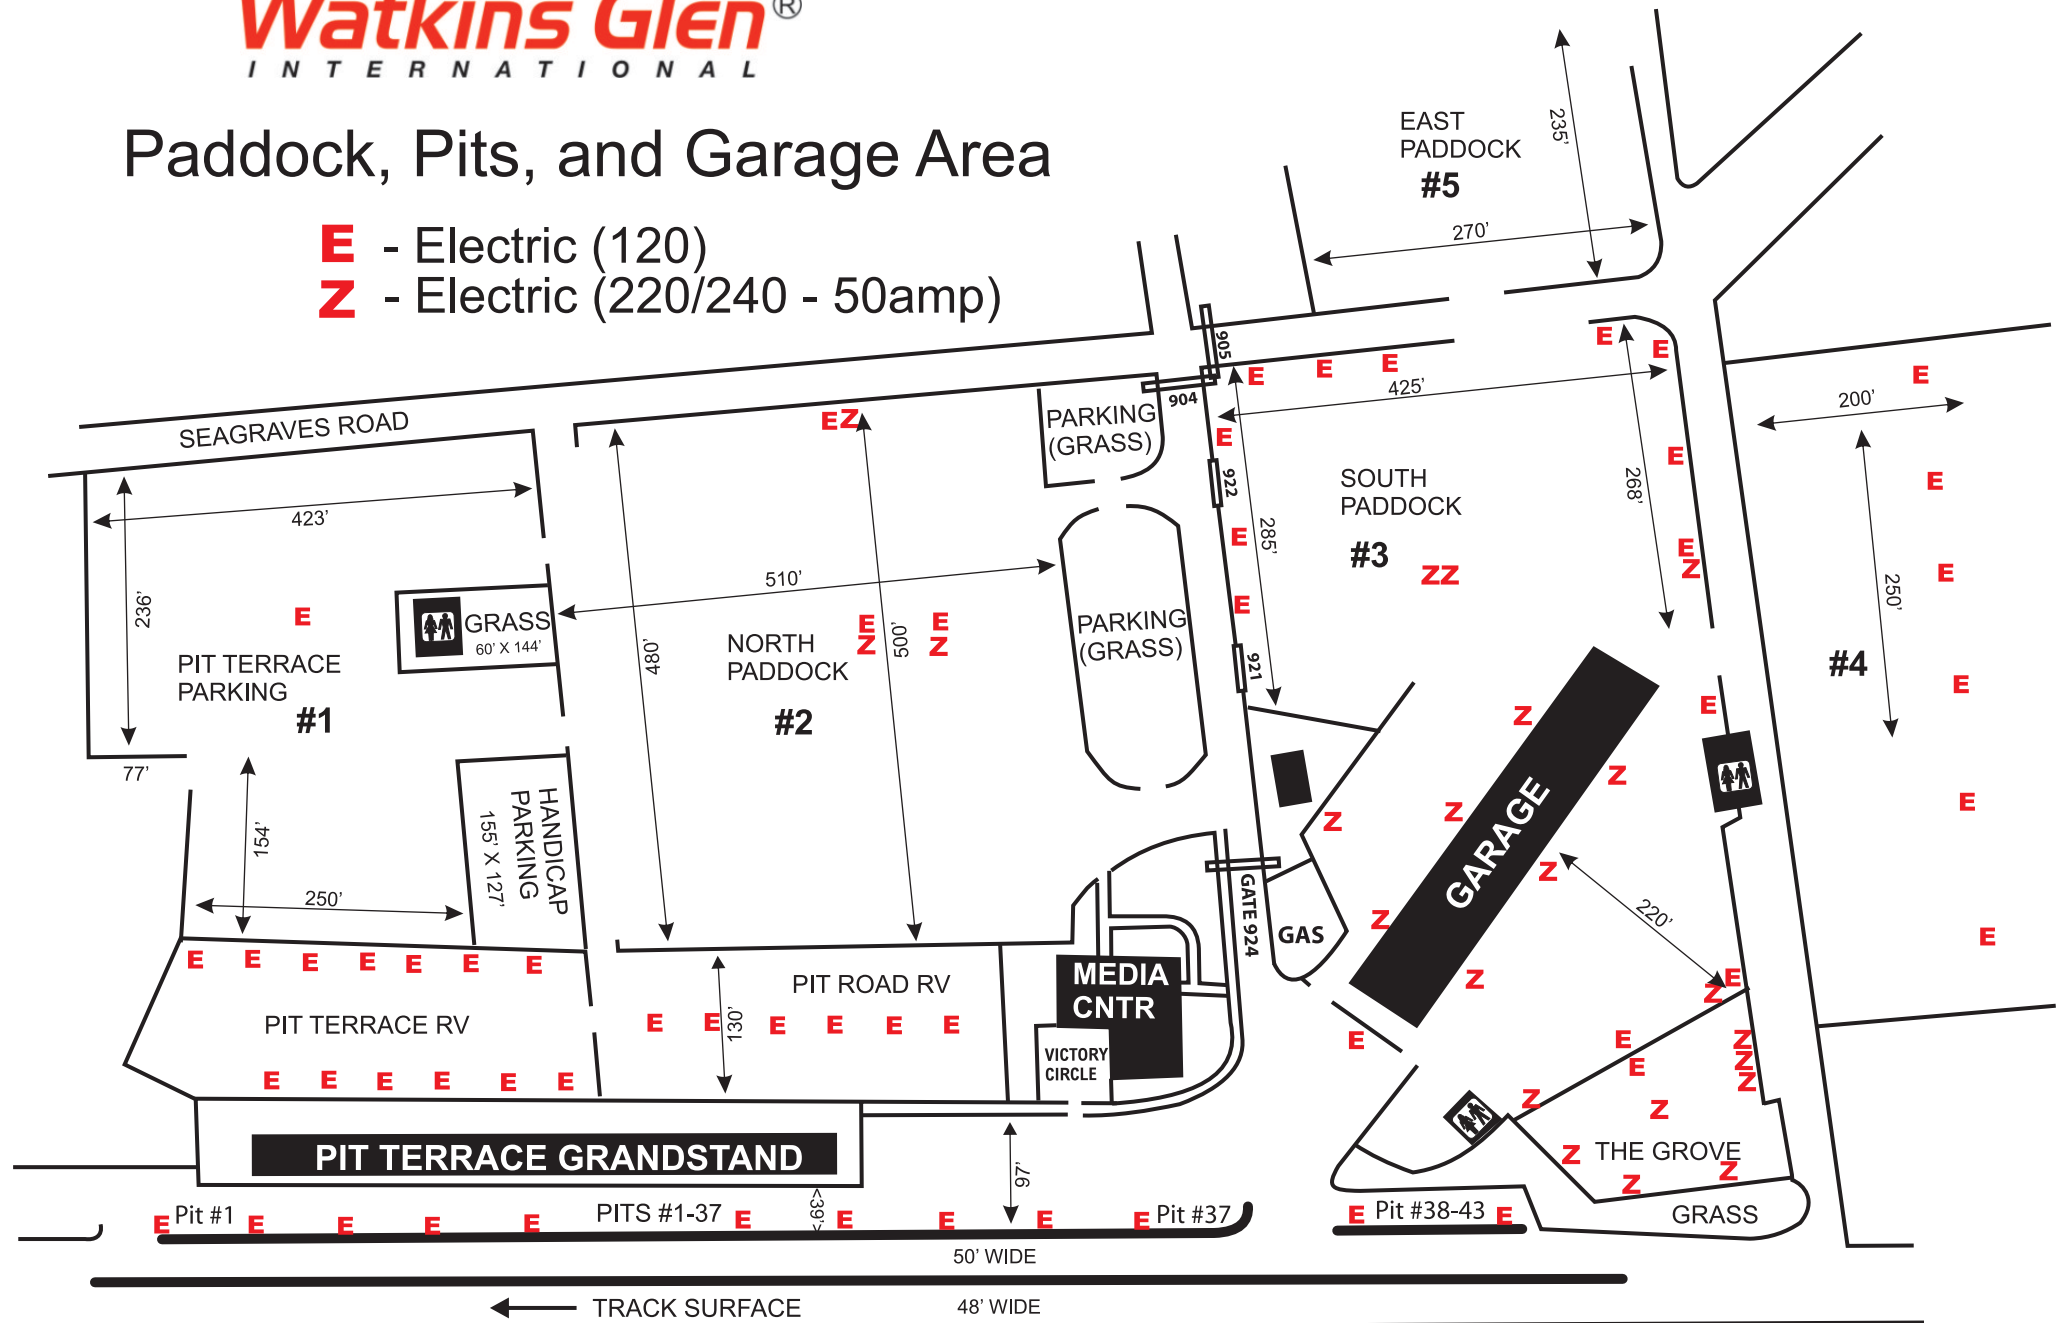 Watkins Glen®
INTERNATIONAL
Paddock, Pits, and Garage Area
E - Electric (120)
Z - Electric (220/240 - 50amp)
EAST
PADDOCK
#5
235'
270'
SEAGRAVES ROAD
423'
236'
E
GRASS
60' X 144'
PIT TERRACE
PARKING
#1
77'
154'
250'
HANDICAP
PARKING
155' X 127'
EZ
480'
510'
500'
E E
Z Z
NORTH
PADDOCK
#2
PARKING
(GRASS)
PARKING
(GRASS)
905
904
922
921
285'
E E E
E E
425'
E
E
E
268'
E
E
Z
SOUTH
PADDOCK
#3
ZZ
200'
250'
#4
E
E
E
E
E
E
GATE 924
GAS
GARAGE
Z
Z
Z
Z
Z
Z
Z
E
220'
E
Z
E
E E E E E E E
PIT TERRACE RV
E E E E E E
PIT ROAD RV
E E E E E E
130'
MEDIA
CNTR
VICTORY
CIRCLE
E
E
Z
Z
Z
Z
Z
THE GROVE
Z
Z
Z
GRASS
PIT TERRACE GRANDSTAND
97'
<39'>
E Pit #1 E E E E PITS #1-37 E E E E E Pit #37
E Pit #38-43 E
50' WIDE
TRACK SURFACE
48' WIDE